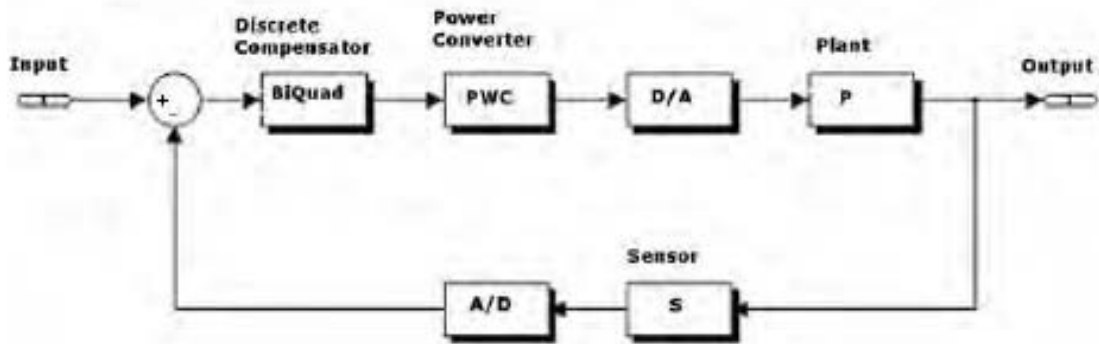 Discrete
Compensator
Power
Converter
Plant
Input
Output
+
-
BiQuad
PWC
D/A
P
Sensor
A/D
S